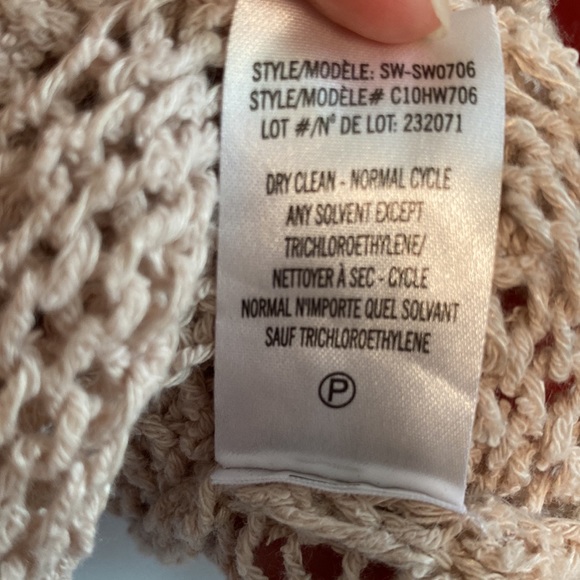 STYLE/MODÈLE: SW-SW0706
STYLE/MODÈLE# C10HW706
LOT #/N° DE LOT: 232071
DRY CLEAN - NORMAL CYCLE
ANY SOLVENT EXCEPT
TRICHLOROETHYLENE/
NETTOYER À SEC - CYCLE
NORMAL N'IMPORTE QUEL SOLVANT
SAUF TRICHLOROETHYLENE
P